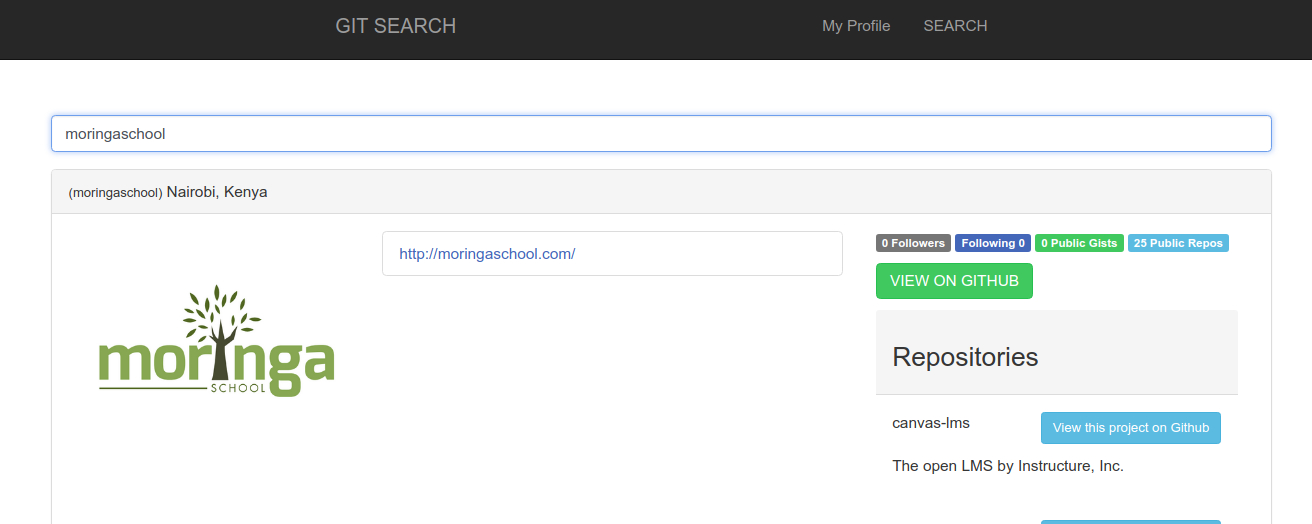 GIT SEARCH My Profile SEARCH
moringaschool
(moringaschool) Nairobi, Kenya
http://moringaschool.com/
moringa
SCHOOL
0 Followers Following 0 0 Public Gists 25 Public Repos
VIEW ON GITHUB
Repositories
canvas-lms View this project on Github
The open LMS by Instructure, Inc.